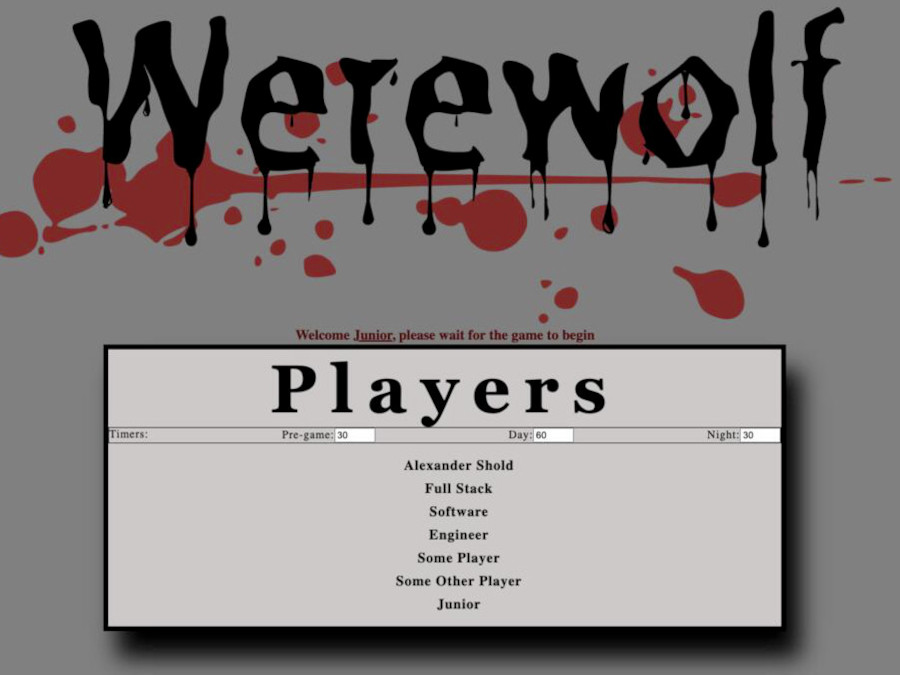 Werewolf
Welcome Junior, please wait for the game to begin
Players
Timers: Pre-game: 30 Day: 60 Night: 30
Alexander Shold
Full Stack
Software
Engineer
Some Player
Some Other Player
Junior